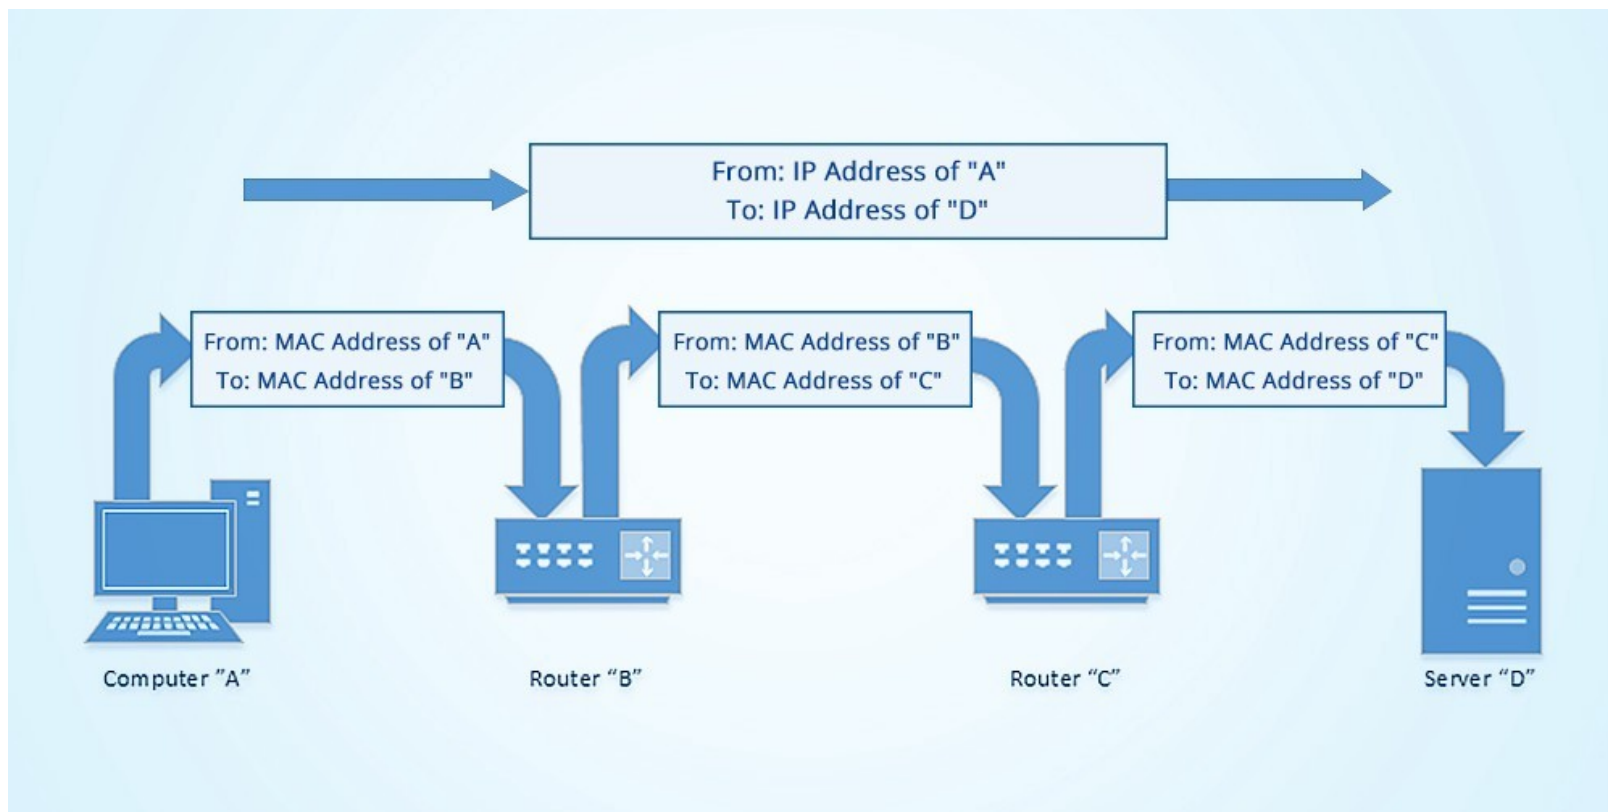 From: IP Address of "A"
To: IP Address of "D"
From: MAC Address of "A"
To: MAC Address of "B"
From: MAC Address of "B"
To: MAC Address of "C"
From: MAC Address of "C"
To: MAC Address of "D"
Computer ”A”
Router “B”
Router “C”
Server “D”